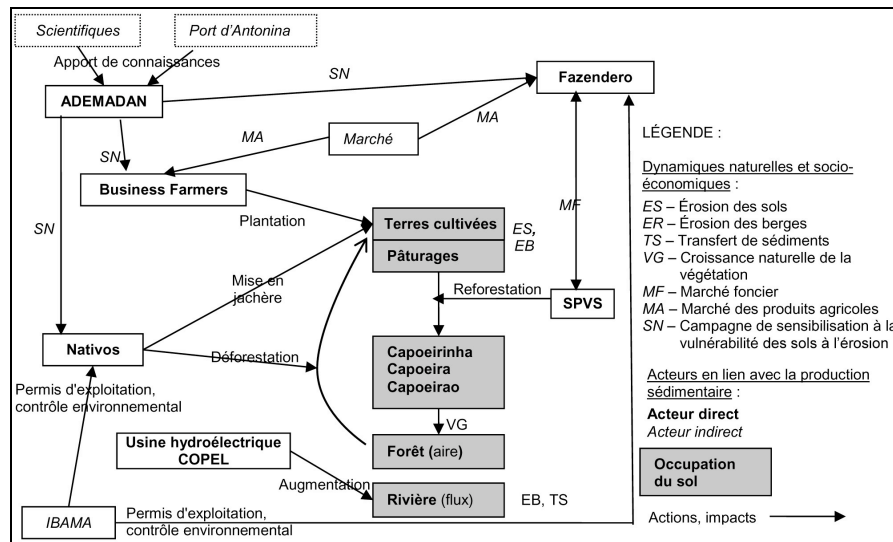 Scientifiques
Port d'Antonina
Apport de connaissances
SN
Fazendero
ADEMADAN
MA
Marché
MA
SN
Business Farmers
Plantation
MF
SN
Terres cultivées
ES,
EB
Pâturages
Mise en
jachère
Reforestation
SPVS
Nativos
Déforestation
Capoeirinha
Capoeira
Capoeirao
Permis d'exploitation,
contrôle environnemental
VG
Usine hydroélectrique
COPEL
Forêt (aire)
Augmentation
Rivière (flux)
EB, TS
IBAMA
Permis d'exploitation,
contrôle environnemental
LÉGENDE :
Dynamiques naturelles et socio-
économiques :
ES – Érosion des sols
ER – Érosion des berges
TS – Transfert de sédiments
VG – Croissance naturelle de la
végétation
MF – Marché foncier
MA – Marché des produits agricoles
SN – Campagne de sensibilisation à la
vulnérabilité des sols à l'érosion
Acteurs en lien avec la production
sédimentaire :
Acteur direct
Acteur indirect
Occupation
du sol
Actions, impacts